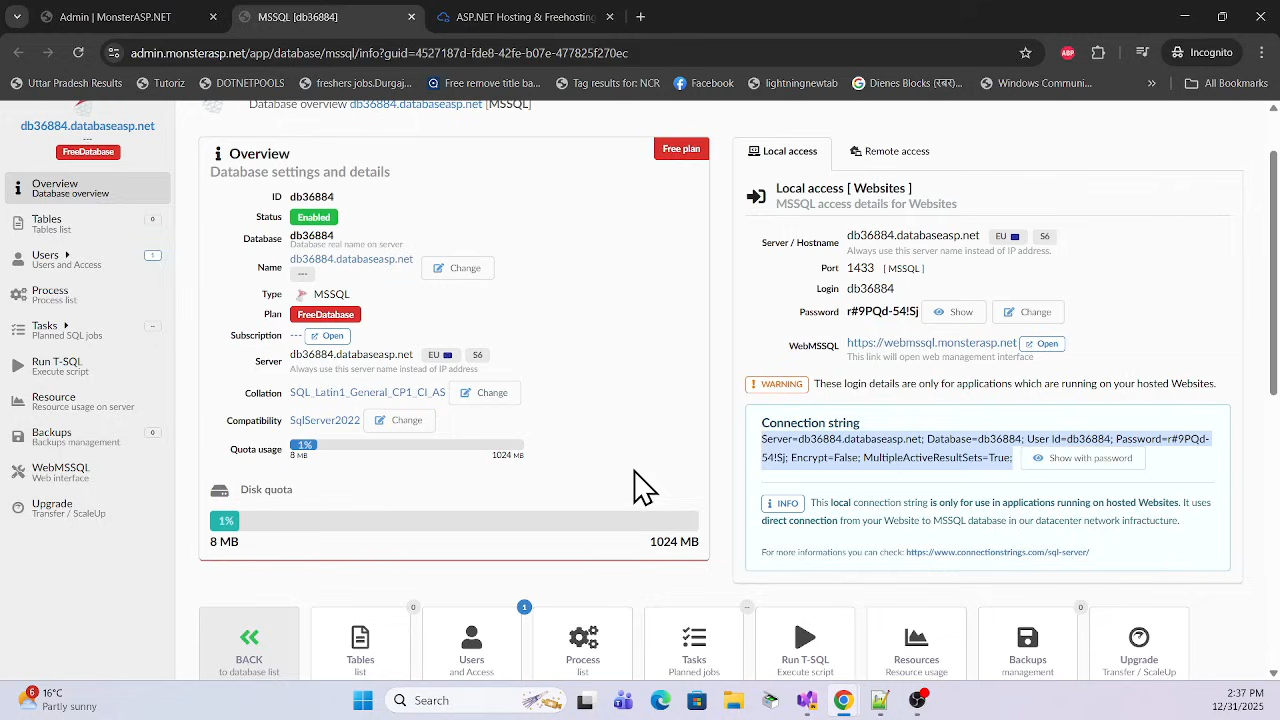 Admin | MonsterASP.NET
MSSQL [db36884]
ASP.NET Hosting & Freehosting
admin.monsterasp.net/app/database/mssql/info?guid=4527187d-fde8-42fe-b07e-477825f270ec
ABP
Incognito
Uttar Pradesh
Tutoriz
DOTNETPOOLS
freshers jobs.Durgaj...
Free remove title ba...
Tag results for NCR
Facebook
lightningnewtab
Windows Communi...
All Bookmarks
db36884.databaseasp.net
---
FreeDatabase
Overview
Database overview
Tables
Tables list
0
Users
Users and Access
1
Process
Process list
Tasks
Planned SQL jobs
--
Run T-SQL
Execute script
Resource
Resource usage on server
Backups
Backups management
0
WebMSSQL
Web interface
Upgrade
Transfer / ScaleUp
Database overview db36884.databaseasp.net [MSSQL]
Overview
Free plan
Database settings and details
ID db36884
Status Enabled
Database db36884
Database real name on server
Name db36884.databaseasp.net
---
Change
Type MSSQL
Plan FreeDatabase
Subscription --- Open
Server db36884.databaseasp.net EU S6
Always use this server name instead of IP address
Collation SQL_Latin1_General_CP1_CI_AS Change
Compatibility SqlServer2022 Change
Quota usage 1%
8 MB 1024 MB
Disk quota
1%
8 MB 1024 MB
Local access Remote access
Local access [ Websites ]
MSSQL access details for Websites
Server / Hostname db36884.databaseasp.net EU S6
Always use this server name instead of IP address.
Port 1433 [ MSSQL ]
Login db36884
Password r#9PQd-54!Sj Show Change
WebMSSQL https://webmssql.monsterasp.net Open
This link will open web management interface
! WARNING These login details are only for applications which are running on your hosted Websites.
Connection string
Server=db36884.databaseasp.net; Database=db36884; User Id=db36884; Password=r#9PQd-
54!Sj; Encrypt=False; MultipleActiveResultSets=True; Show with password
INFO This local connection string is only for use in applications running on hosted Websites. It uses
direct connection from your Website to MSSQL database in our datacenter network infractucture.
For more informations you can check: https://www.connectionstrings.com/sql-server/
BACK
to database list
0
Tables
list
1
Users
and Access
Process
list
--
Tasks
Planned jobs
Run T-SQL
Execute script
Resources
Resource usage
0
Backups
management
Upgrade
Transfer / ScaleUp
6
16°C
Partly sunny
Search
2:37 PM
12/31/2025